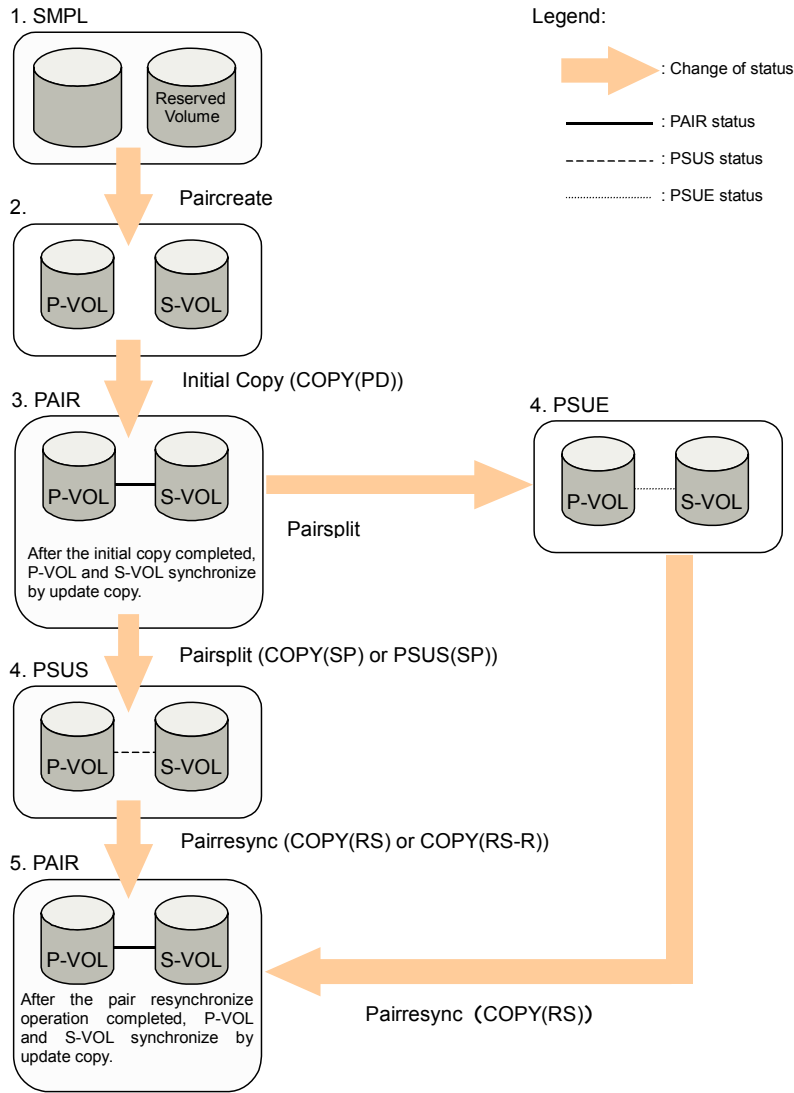 1. SMPL
Reserved
Volume
Legend:
: Change of status
: PAIR status
: PSUS status
: PSUE status
Paircreate
2.
P-VOL
S-VOL
Initial Copy (COPY(PD))
3. PAIR
P-VOL
S-VOL
After the initial copy completed,
P-VOL and S-VOL synchronize
by update copy.
Pairsplit
4. PSUE
P-VOL
S-VOL
Pairsplit (COPY(SP) or PSUS(SP))
4. PSUS
P-VOL
S-VOL
Pairresync (COPY(RS) or COPY(RS-R))
5. PAIR
P-VOL
S-VOL
After the pair resynchronize
operation completed, P-VOL
and S-VOL synchronize by
update copy.
Pairresync（COPY(RS)）